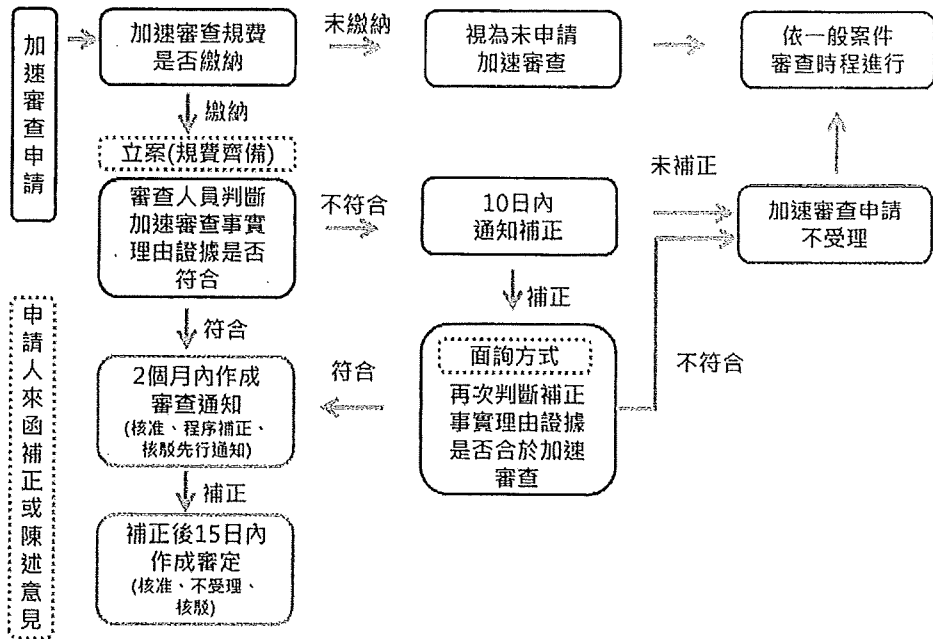 加速審查申請
加速審查規費
是否繳納
未繳納
視為未申請
加速審查
依一般案件
審查時程進行
繳納
立案(規費齊備)
審查人員判斷
加速審查事實
理由證據是否
符合
不符合
10日內
通知補正
未補正
加速審查申請
不受理
符合
補正
申請人來函補正或陳述意見
2個月內作成
審查通知
(核准、程序補正、
核駁先行通知)
符合
面詢方式
再次判斷補正
事實理由證據
是否合於加速
審查
不符合
補正
補正後15日內
作成審定
(核准、不受理、
核駁)